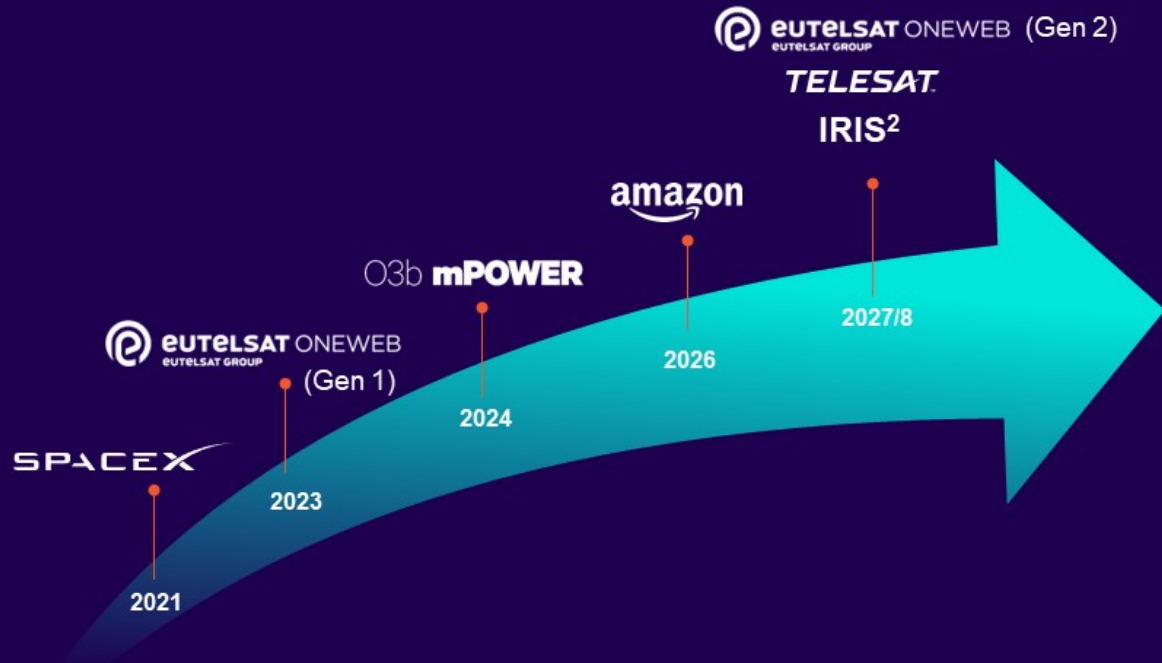 eutelsat ONEWEB (Gen 2)
EUTELSAT GROUP
TELESAT™
IRIS²
amazon
2027/8
O3b mPOWER
2026
eutelsat ONEWEB
EUTELSAT GROUP
(Gen 1)
2024
SPACEX
2023
2021